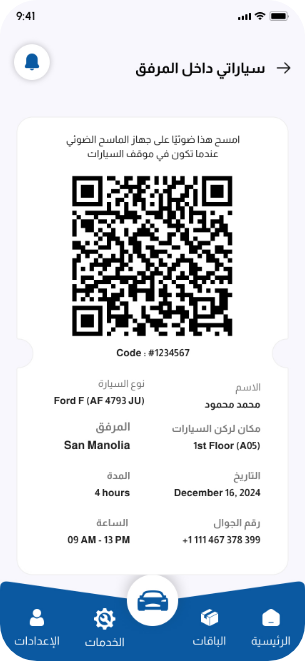 9:41
سياراتي داخل المرفق
امسح هذا ضوئيًا على جهاز الماسح الضوئي
عندما تكون في موقف السيارات
Code : #1234567
الاسم
نوع السيارة
محمد محمود
Ford F (AF 4793 JU)
مكان لركن السيارات
المرفق
1st Floor (A05)
San Manolia
التاريخ
المدة
December 16, 2024
4 hours
رقم الجوال
الساعة
+1 111 467 378 399
09 AM - 13 PM
الرئيسية
الباقات
الخدمات
الإعدادات